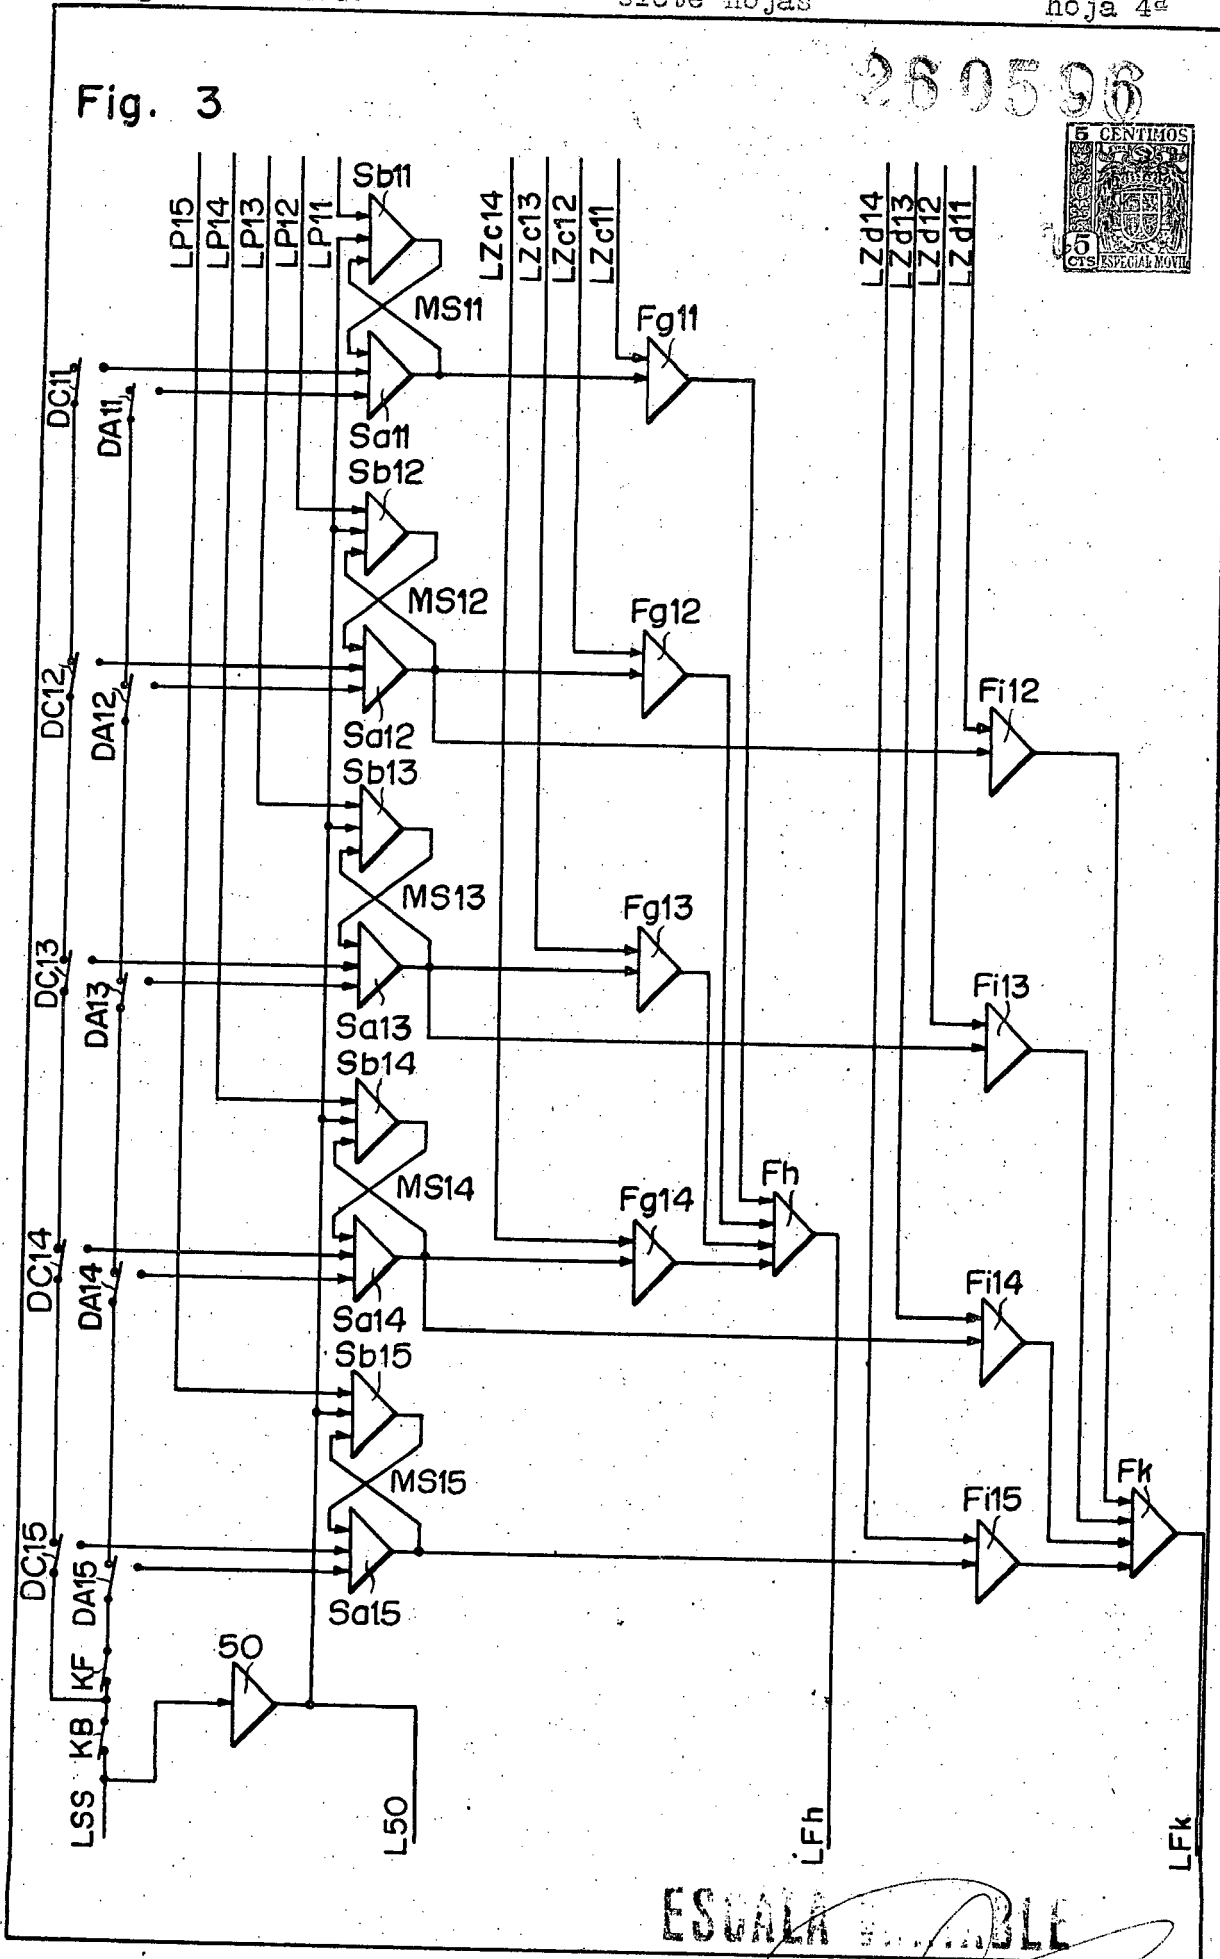 siete hojas
hoja 4ª
260596
Fig. 3
5 CENTIMOS
5
CTS
ESPECIAL MOVIL
LP15
LP14
LP13
LP12
LP11
Sb11
LZc14
LZc13
LZc12
LZc11
LZd14
LZd13
LZd12
LZd11
MS11
Fg11
DC11
DA11
Sa11
Sb12
MS12
Fg12
DC12
DA12
Fi12
Sa12
Sb13
MS13
Fg13
DC13
DA13
Fi13
Sa13
Sb14
MS14
Fg14
Fh
DC14
DA14
Fi14
Sa14
Sb15
MS15
Fk
DC15
DA15
Fi15
Sa15
KF
50
KB
LSS
L50
LFh
LFk
ESCALA